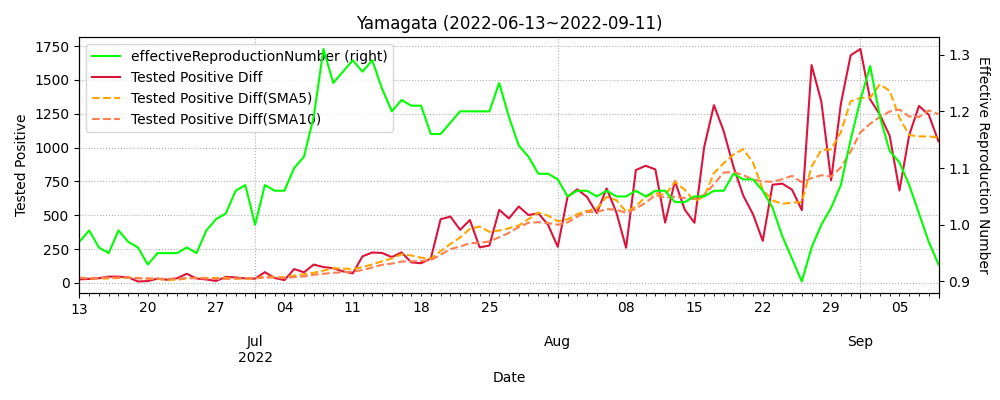 Yamagata (2022-06-13~2022-09-11)
effectiveReproductionNumber (right)
Tested Positive Diff
Tested Positive Diff(SMA5)
Tested Positive Diff(SMA10)
Tested Positive
1750
1500
1250
1000
750
500
250
0
1.3
1.2
1.1
1.0
0.9
Effective Reproduction Number
13 20 27 04 11 18 25 08 15 22 29 05
Jul Aug Sep
2022
Date